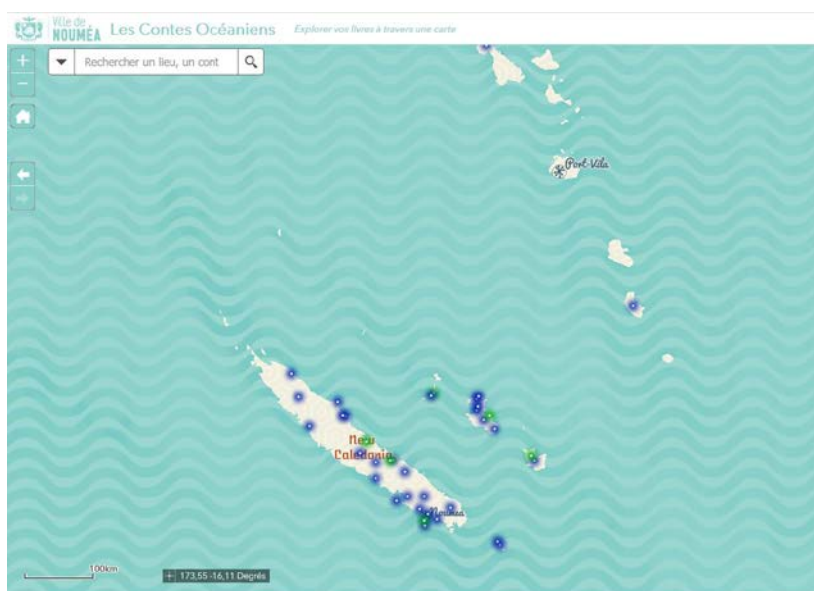 Ville de
NOUMÉA
Les Contes Océaniens
Explorer vos livres à travers une carte
Rechercher un lieu, un cont
Port-Vila
New
Caledonia
Nouméa
100km
173,55 -16,11 Degrés